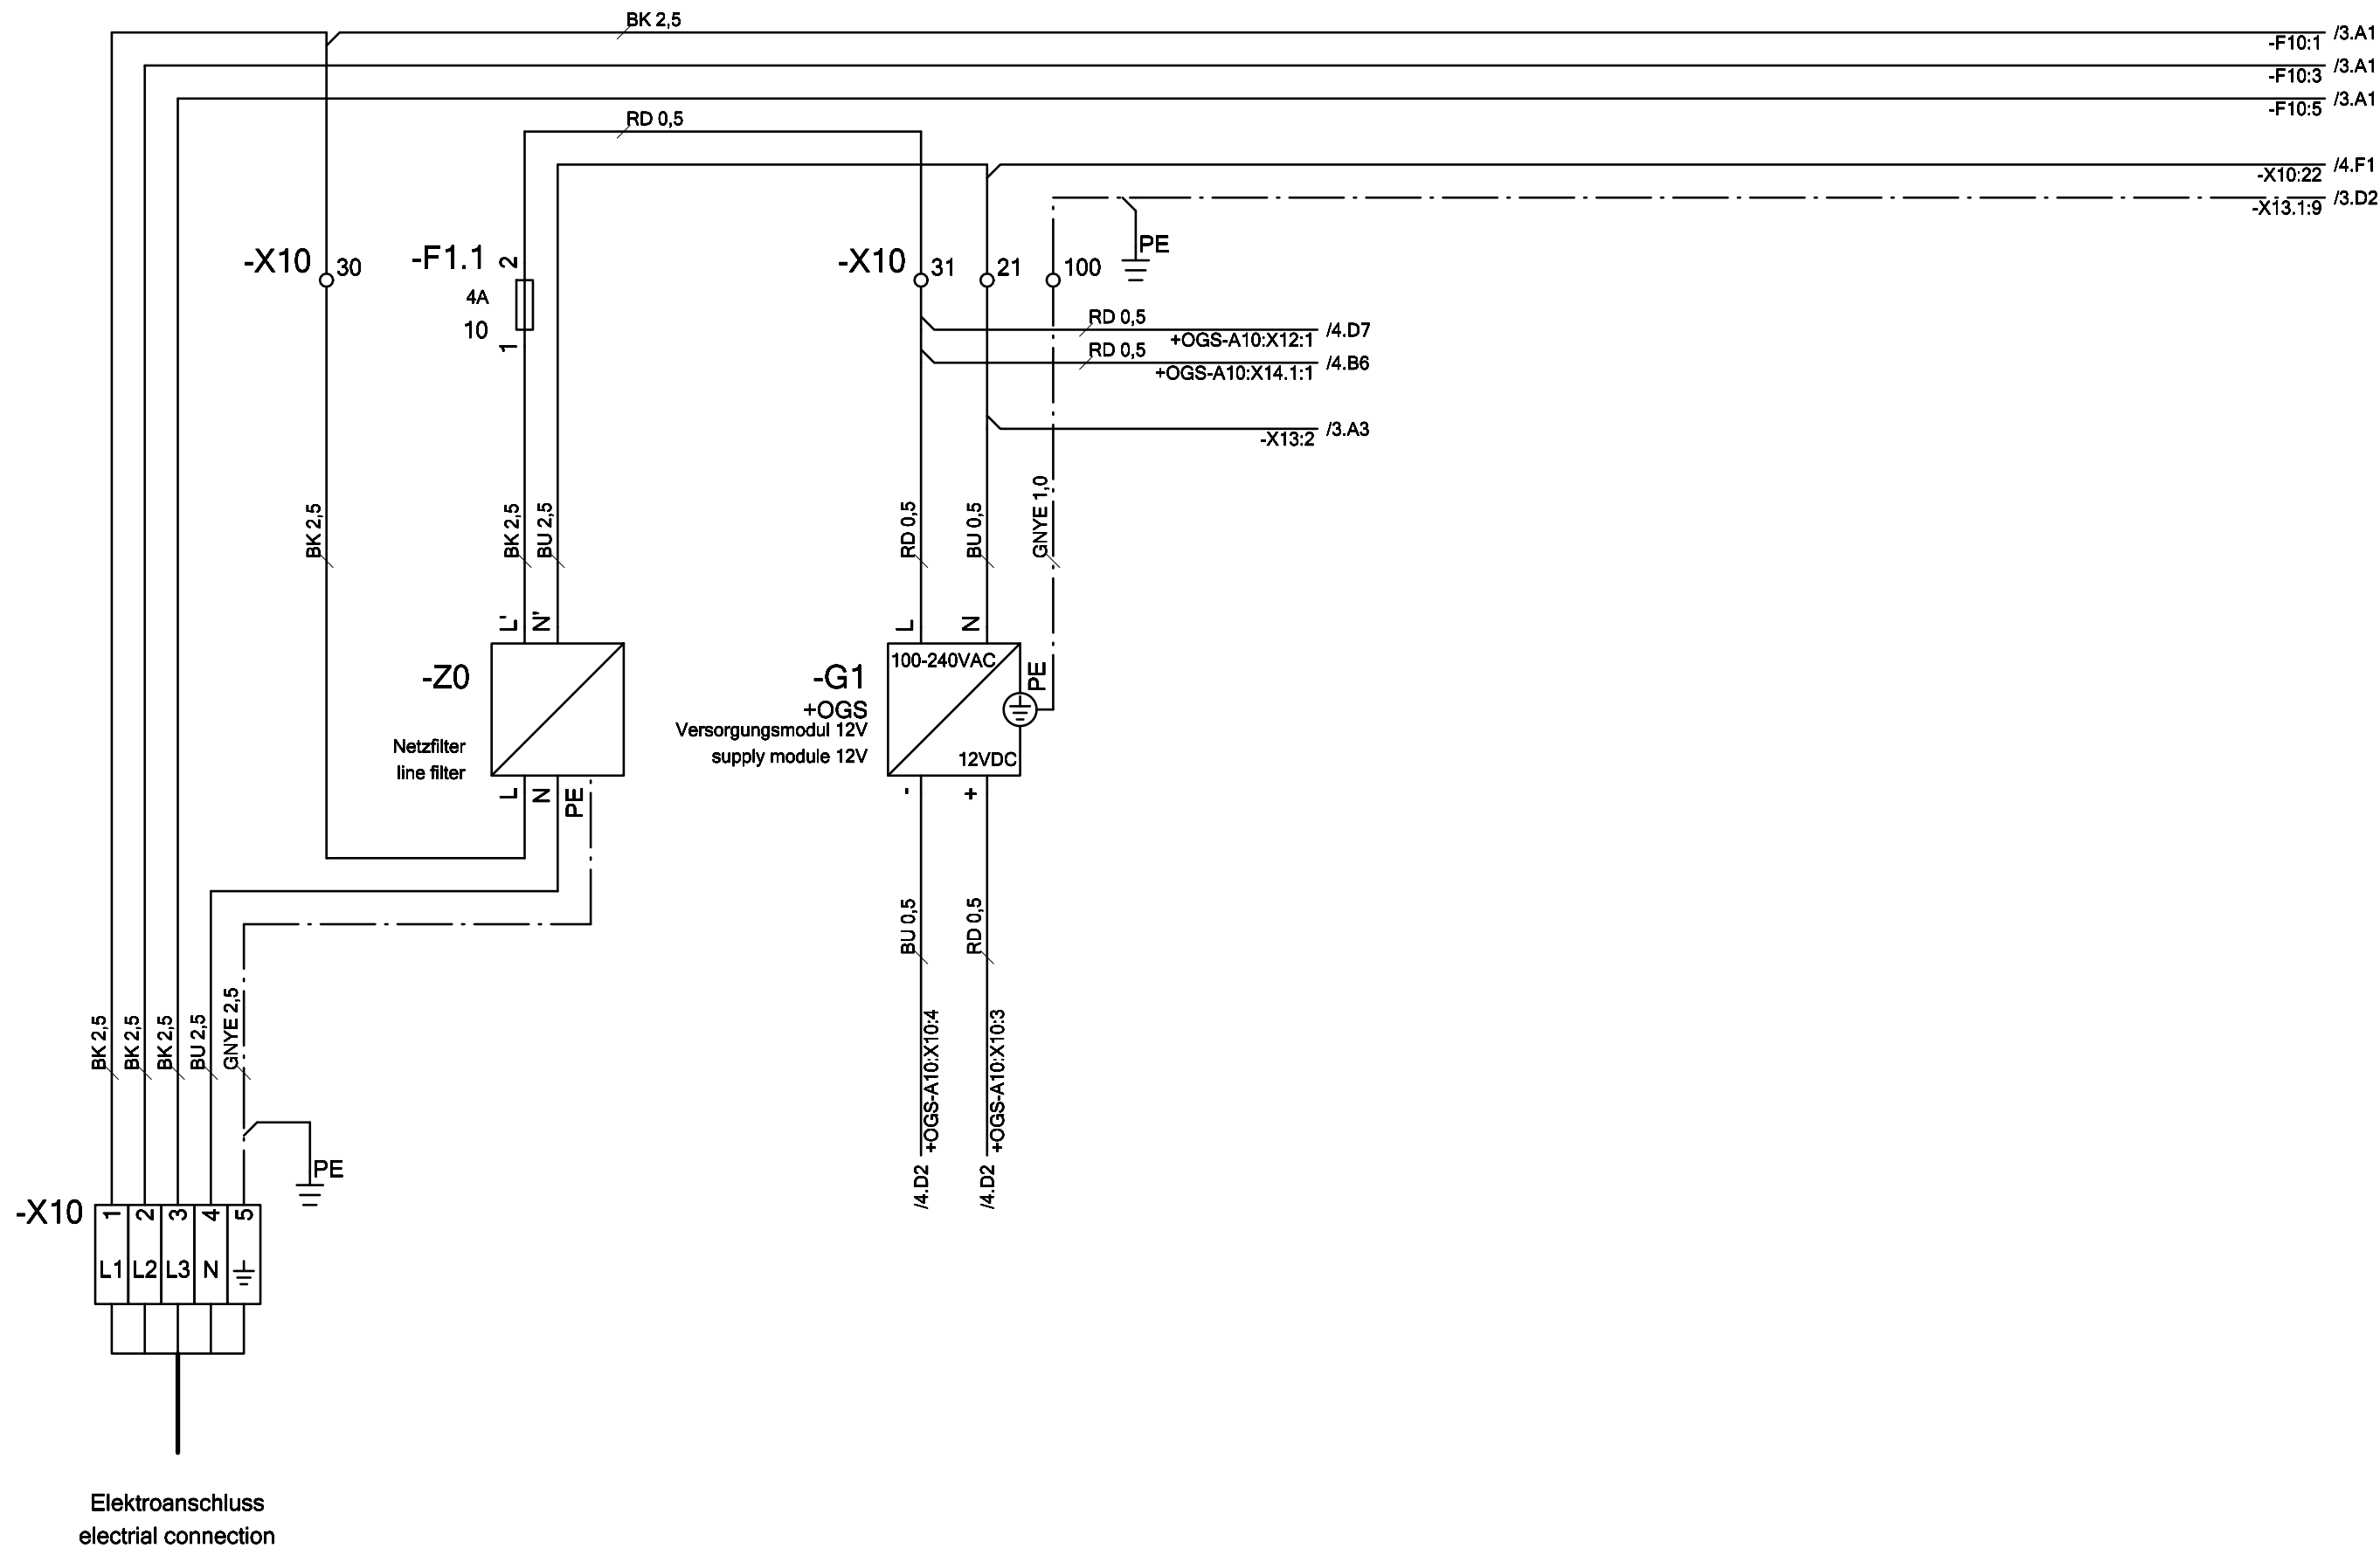 BK 2,5
/3.A1
-F10:1
/3.A1
-F10:3
/3.A1
-F10:5
RD 0,5
/4.F1
-X10:22
/3.D2
-X13.1:9
PE
-X10
30
-F1.1
2
4A
10
1
-X10
31
21
100
RD 0,5
+OGS-A10:X12:1
/4.D7
RD 0,5
+OGS-A10:X14.1:1
/4.B6
-X13:2
/3.A3
BK 2,5
BK 2,5
BU 2,5
RD 0,5
BU 0,5
GNYE 1,0
L'
N'
L
N
-Z0
Netzfilter
line filter
-G1
+OGS
Versorgungsmodul 12V
supply module 12V
100-240VAC
12VDC
PE
L
N
PE
-
+
BU 0,5
RD 0,5
+OGS-A10:X10:4
+OGS-A10:X10:3
/4.D2
/4.D2
BK 2,5
BK 2,5
BK 2,5
BU 2,5
GNYE 2,5
PE
-X10
1
2
3
4
5
L1
L2
L3
N
Elektroanschluss
electrial connection